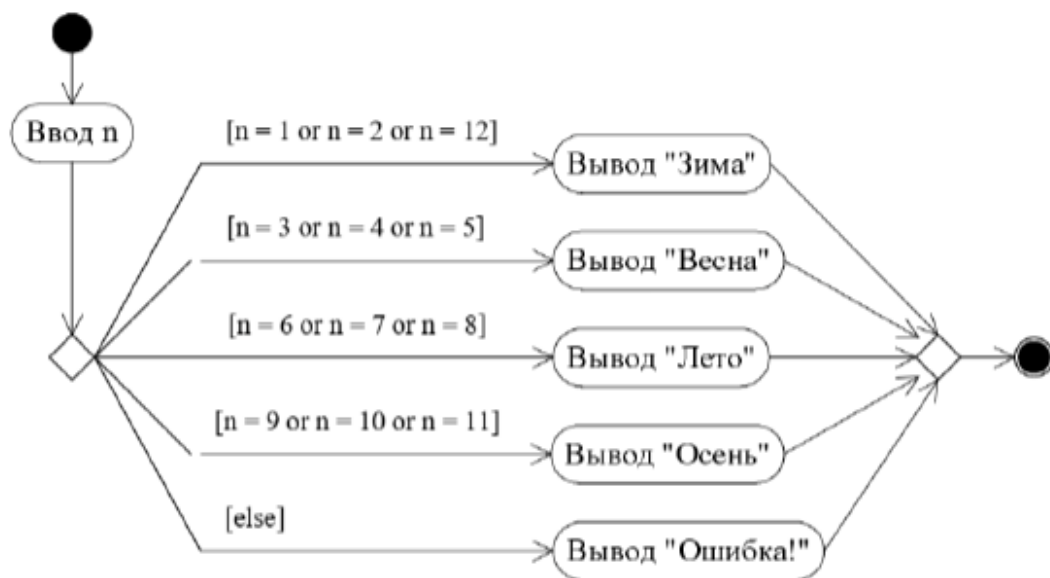 Ввод n
[n = 1 or n = 2 or n = 12]
Вывод "Зима"
[n = 3 or n = 4 or n = 5]
Вывод "Весна"
[n = 6 or n = 7 or n = 8]
Вывод "Лето"
[n = 9 or n = 10 or n = 11]
Вывод "Осень"
[else]
Вывод "Ошибка!"